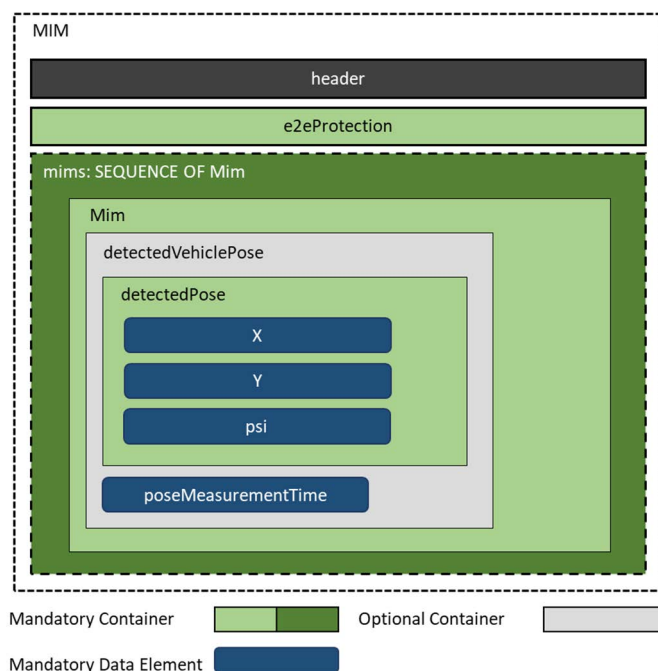 MIM
header
e2eProtection
mims: SEQUENCE OF Mim
Mim
detectedVehiclePose
detectedPose
X
Y
psi
poseMeasurementTime
Mandatory Container Optional Container
Mandatory Data Element